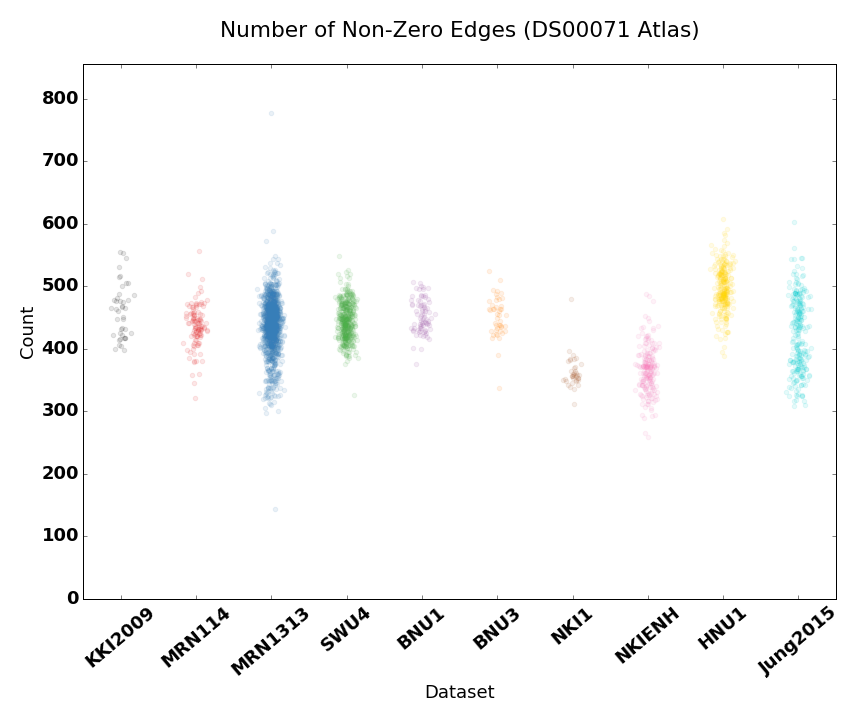 Number of Non-Zero Edges (DS00071 Atlas)
800
700
600
500
400
300
200
100
0
Count
KKI2009
MRN114
MRN1313
SWU4
BNU1
BNU3
NKI1
NKIENH
HNU1
Jung2015
Dataset